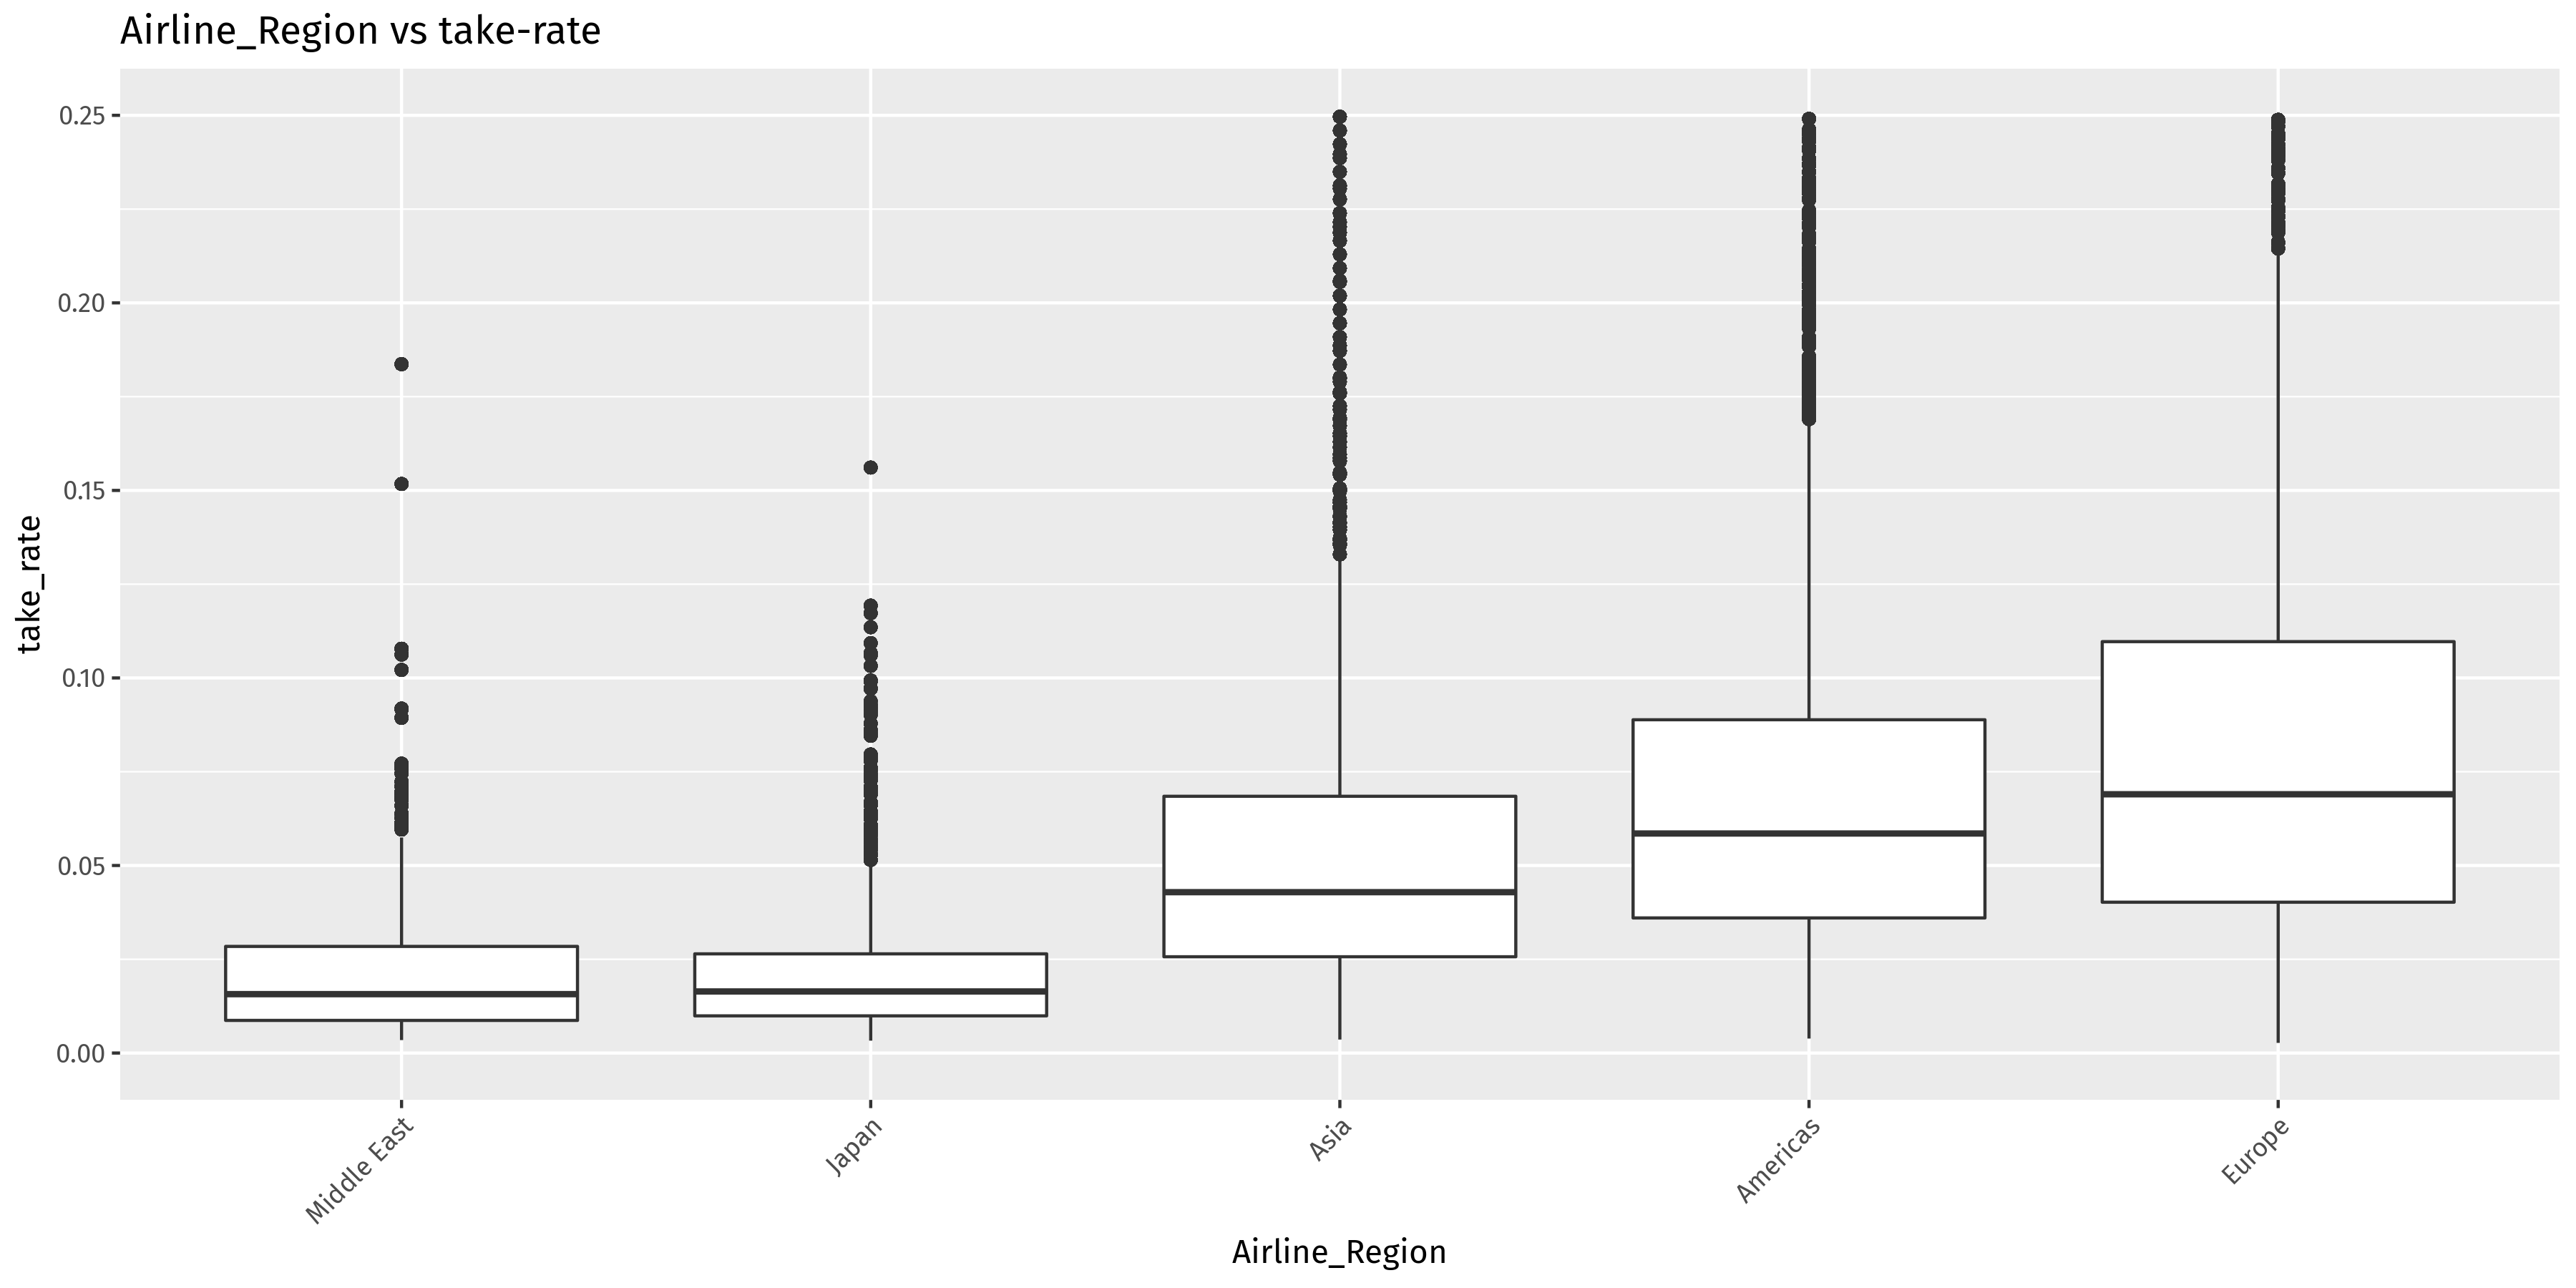 Airline_Region vs take-rate
0.25
0.20
0.15
0.10
0.05
0.00
take_rate
Middle East
Japan
Asia
Americas
Europe
Airline_Region